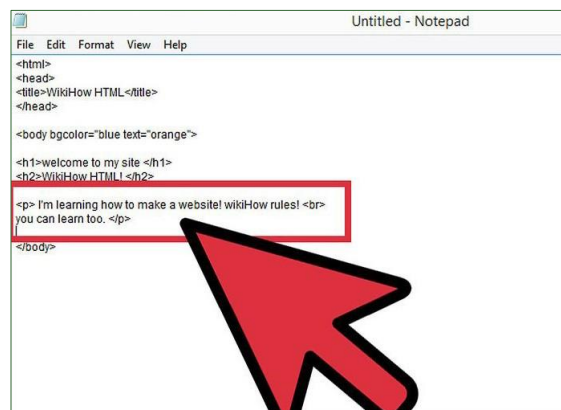 Untitled - Notepad
File Edit Format View Help
<html>
<head>
<title>WikiHow HTML</title>
</head>
<body bgcolor="blue text="orange">
<h1>welcome to my site </h1>
<h2>WikiHow HTML! </h2>
<p> I'm learning how to make a website! wikiHow rules! <br>
you can learn too. </p>
</body>